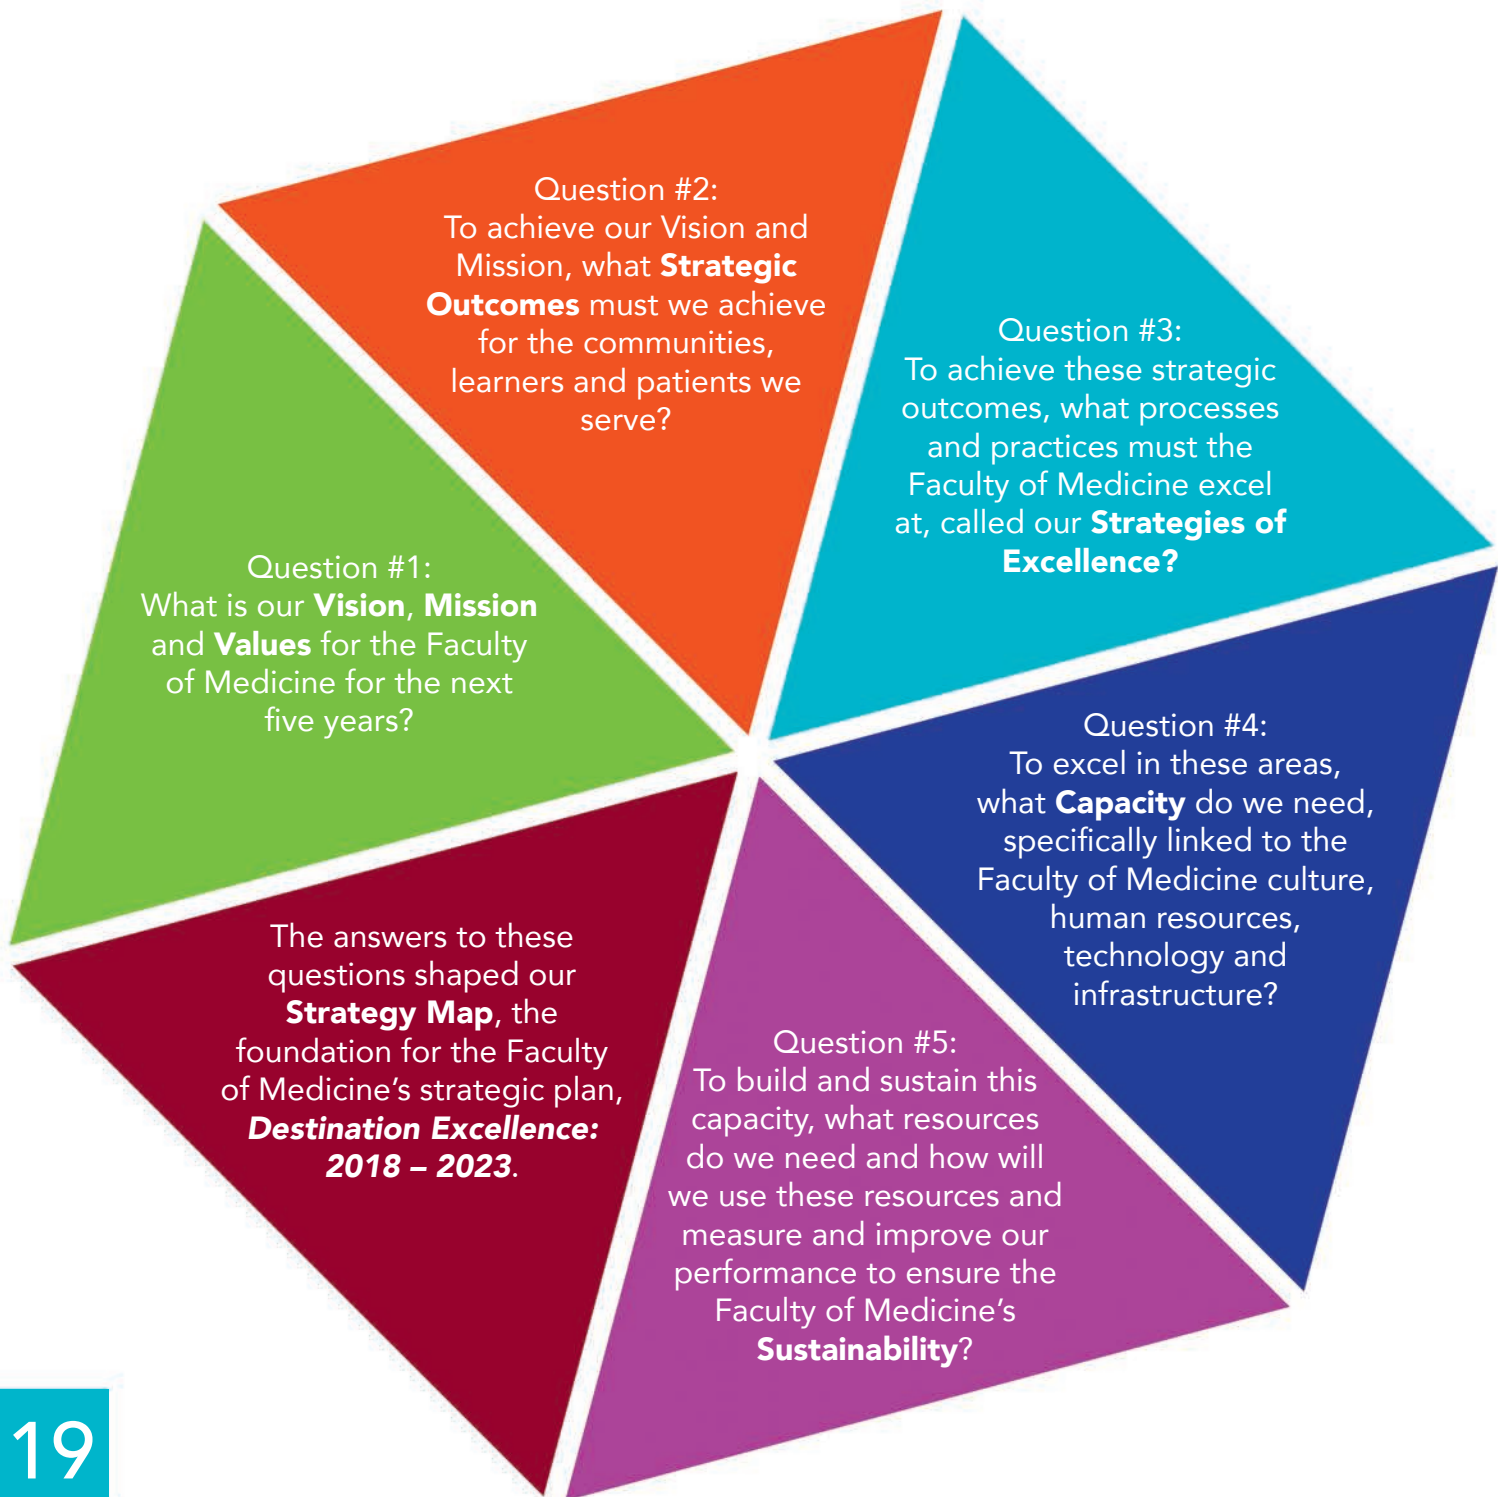 Question #1:
What is our Vision, Mission
and Values for the Faculty
of Medicine for the next
five years?
Question #2:
To achieve our Vision and
Mission, what Strategic
Outcomes must we achieve
for the communities,
learners and patients we
serve?
Question #3:
To achieve these strategic
outcomes, what processes
and practices must the
Faculty of Medicine excel
at, called our Strategies of
Excellence?
Question #4:
To excel in these areas,
what Capacity do we need,
specifically linked to the
Faculty of Medicine culture,
human resources,
technology and
infrastructure?
Question #5:
To build and sustain this
capacity, what resources
do we need and how will
we use these resources and
measure and improve our
performance to ensure the
Faculty of Medicine’s
Sustainability?
The answers to these
questions shaped our
Strategy Map, the
foundation for the Faculty
of Medicine’s strategic plan,
Destination Excellence:
2018 – 2023.
19